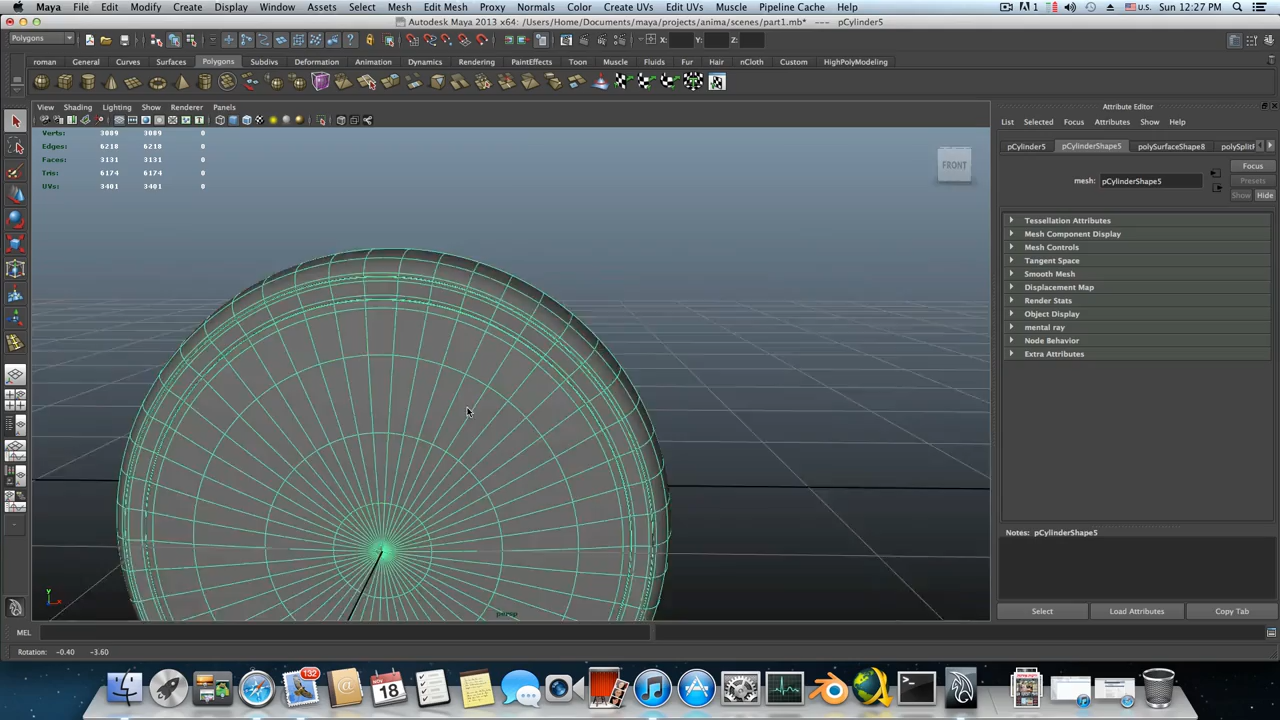 Maya File Edit Modify Create Display Window Assets Select Mesh Edit Mesh Proxy Normals Color Create UVs Edit UVs Muscle Pipeline Cache Help U.S. Sun 12:27 PM
Autodesk Maya 2013 x64: /Users/Home/Documents/maya/projects/anima/scenes/part1.mb* --- pCylinder5
Polygons X: Y: Z:
roman General Curves Surfaces Polygons Subdivs Deformation Animation Dynamics Rendering PaintEffects Toon Muscle Fluids Fur Hair nCloth Custom HighPolyModeling
View Shading Lighting Show Renderer Panels
Attribute Editor
List Selected Focus Attributes Show Help
Verts: 3089 3089 0
Edges: 6218 6218 0
Faces: 3131 3131 0
Tris: 6174 6174 0
UVs: 3401 3401 0
FRONT
pCylinder5 pCylinderShape5 polySurfaceShape8
Focus
mesh: pCylinderShape5
Presets
Show Hide
Tessellation Attributes
Mesh Component Display
Mesh Controls
Tangent Space
Smooth Mesh
Displacement Map
Render Stats
Object Display
mental ray
Node Behavior
Extra Attributes
Notes: pCylinderShape5
persp
Select Load Attributes Copy Tab
MEL
Rotation: -0.40 -3.60
132
NOV
18